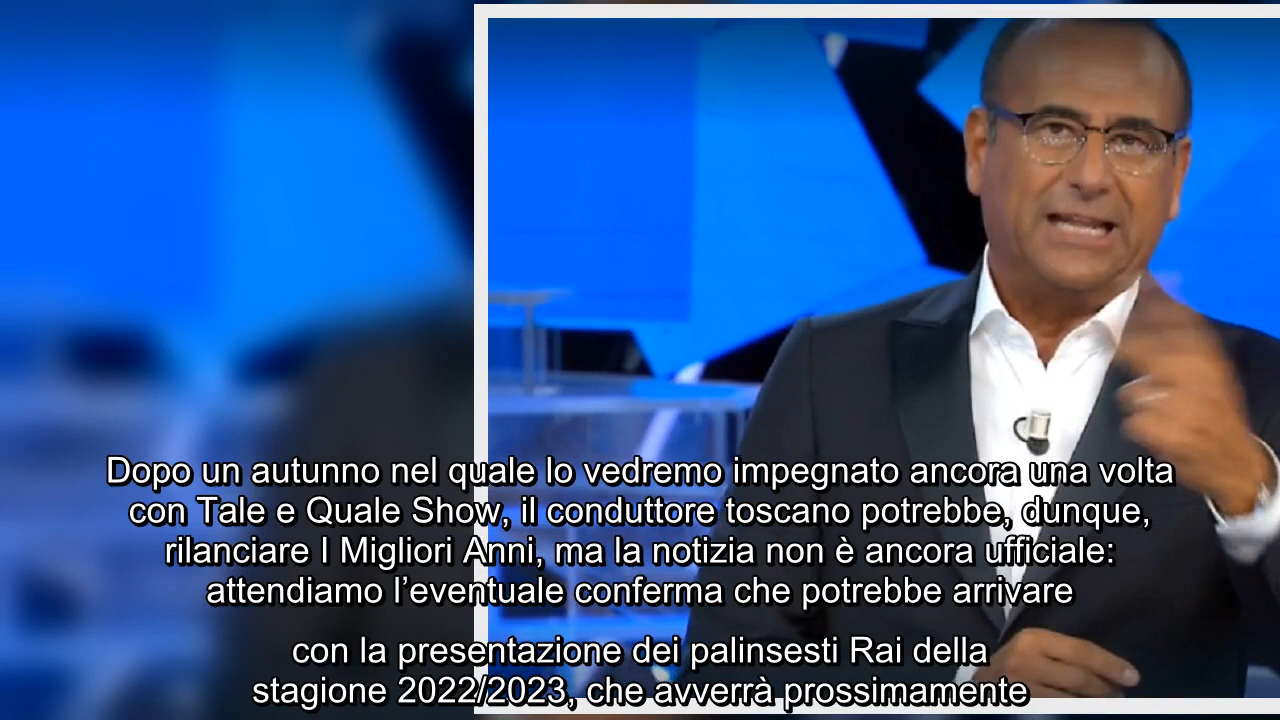 Dopo un autunno nel quale lo vedremo impegnato ancora una volta
con Tale e Quale Show, il conduttore toscano potrebbe, dunque,
rilanciare I Migliori Anni, ma la notizia non è ancora ufficiale:
attendiamo l’eventuale conferma che potrebbe arrivare
con la presentazione dei palinsesti Rai della
stagione 2022/2023, che avverrà prossimamente